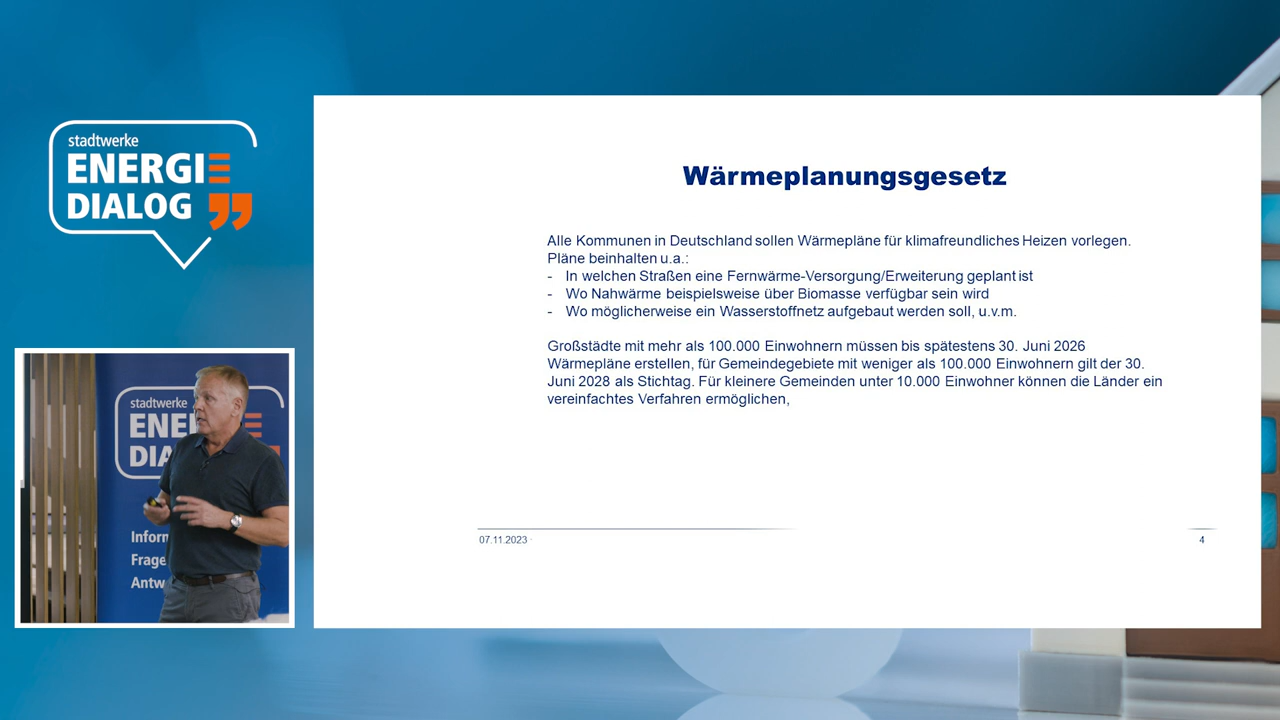 stadtwerke
ENERGIE
DIALOG
Wärmeplanungsgesetz
Alle Kommunen in Deutschland sollen Wärmepläne für klimafreundliches Heizen vorlegen.
Pläne beinhalten u.a.:
- In welchen Straßen eine Fernwärme-Versorgung/Erweiterung geplant ist
- Wo Nahwärme beispielsweise über Biomasse verfügbar sein wird
- Wo möglicherweise ein Wasserstoffnetz aufgebaut werden soll, u.v.m.
Großstädte mit mehr als 100.000 Einwohnern müssen bis spätestens 30. Juni 2026
Wärmepläne erstellen, für Gemeindegebiete mit weniger als 100.000 Einwohnern gilt der 30.
Juni 2028 als Stichtag. Für kleinere Gemeinden unter 10.000 Einwohner können die Länder ein
vereinfachtes Verfahren ermöglichen,
07.11.2023
4
stadtwerke
ENE
DIA
Inforn
Frage
Antw